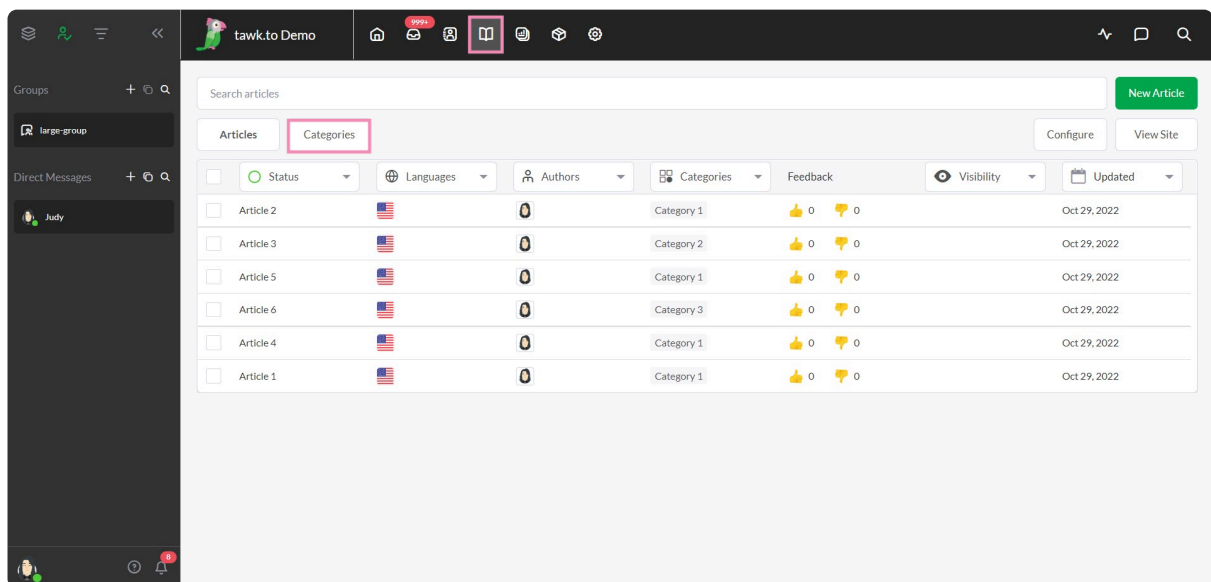 tawk.to Demo
999+
Groups
large-group
Direct Messages
Judy
8
Search articles
New Article
Articles
Categories
Configure
View Site
Status
Languages
Authors
Categories
Feedback
Visibility
Updated
Article 2 Category 1 0 0 Oct 29, 2022
Article 3 Category 2 0 0 Oct 29, 2022
Article 5 Category 1 0 0 Oct 29, 2022
Article 6 Category 3 0 0 Oct 29, 2022
Article 4 Category 1 0 0 Oct 29, 2022
Article 1 Category 1 0 0 Oct 29, 2022